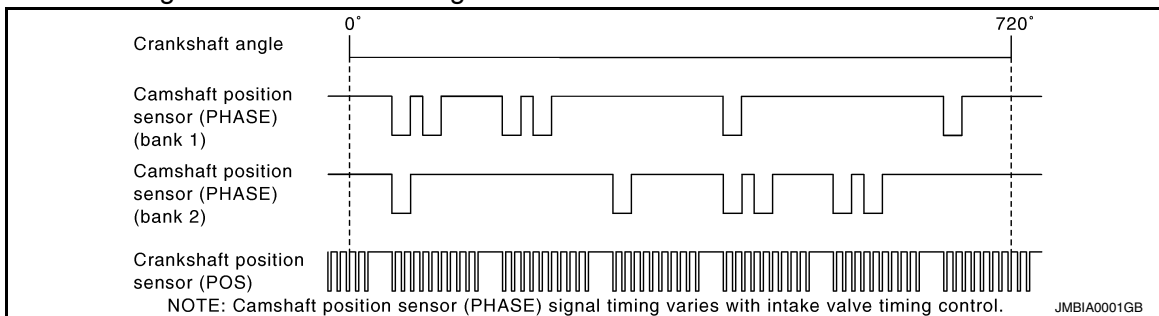 0˚ 720˚
Crankshaft angle
Camshaft position
sensor (PHASE)
(bank 1)
Camshaft position
sensor (PHASE)
(bank 2)
Crankshaft position
sensor (POS)
NOTE: Camshaft position sensor (PHASE) signal timing varies with intake valve timing control.
JMBIA0001GB